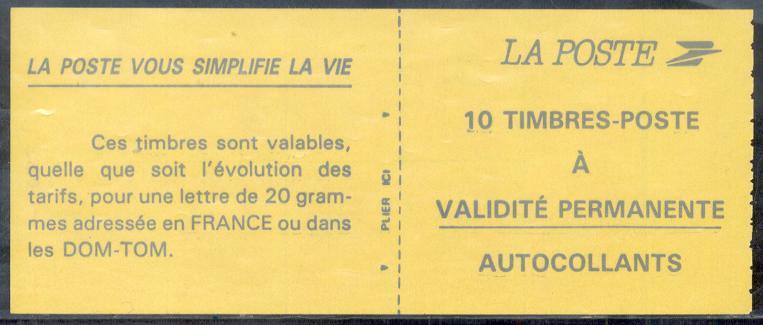 LA POSTE VOUS SIMPLIFIE LA VIE
Ces timbres sont valables,
quelle que soit l'évolution des
tarifs, pour une lettre de 20 gram-
mes adressée en FRANCE ou dans
les DOM-TOM.
PLIER ICI
LA POSTE
10 TIMBRES-POSTE
À
VALIDITÉ PERMANENTE
AUTOCOLLANTS